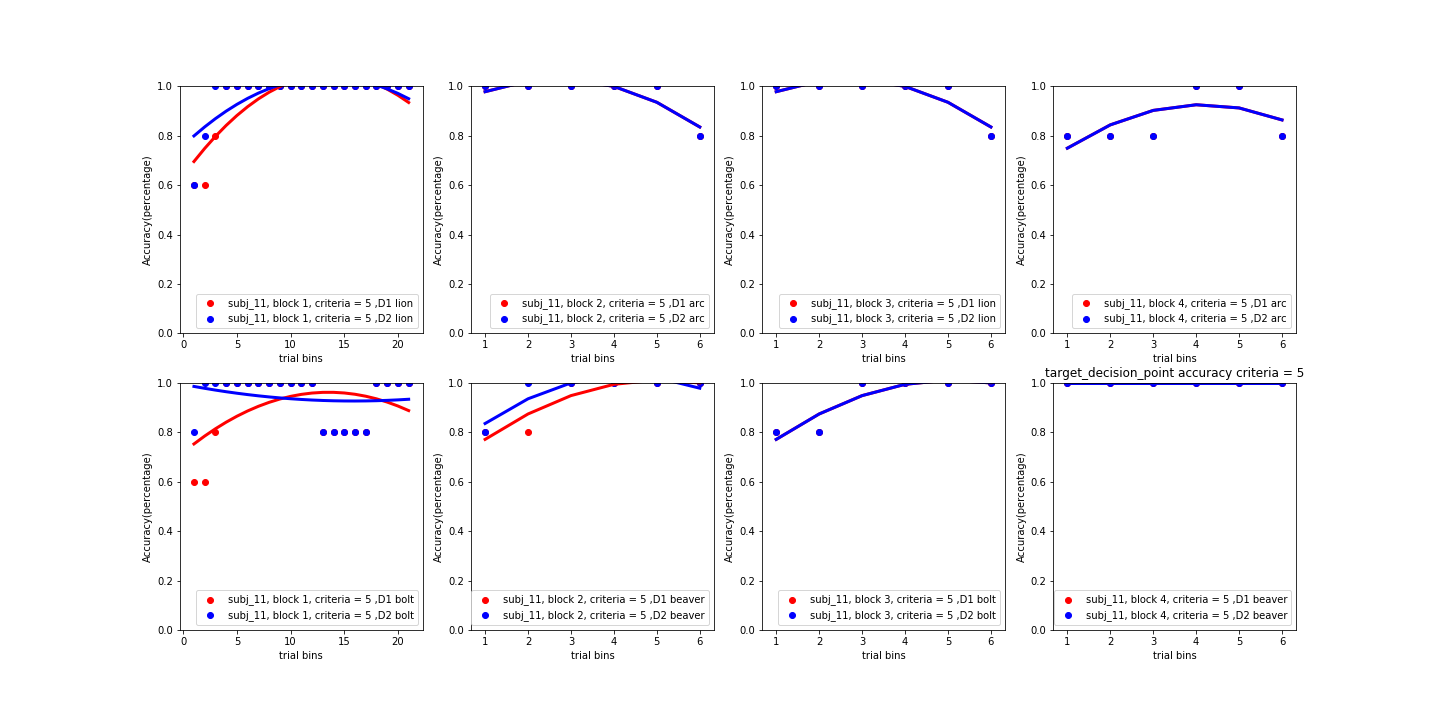 1.0
0.8
0.6
0.4
0.2
0.0
Accuracy(percentage)
subj_11, block 1, criteria = 5 ,D1 lion
subj_11, block 1, criteria = 5 ,D2 lion
0 5 10 15 20
trial bins
1.0
0.8
0.6
0.4
0.2
0.0
Accuracy(percentage)
subj_11, block 2, criteria = 5 ,D1 arc
subj_11, block 2, criteria = 5 ,D2 arc
1 2 3 4 5 6
trial bins
1.0
0.8
0.6
0.4
0.2
0.0
Accuracy(percentage)
subj_11, block 3, criteria = 5 ,D1 lion
subj_11, block 3, criteria = 5 ,D2 lion
1 2 3 4 5 6
trial bins
1.0
0.8
0.6
0.4
0.2
0.0
Accuracy(percentage)
subj_11, block 4, criteria = 5 ,D1 arc
subj_11, block 4, criteria = 5 ,D2 arc
1 2 3 4 5 6
trial bins
1.0
0.8
0.6
0.4
0.2
0.0
Accuracy(percentage)
subj_11, block 1, criteria = 5 ,D1 bolt
subj_11, block 1, criteria = 5 ,D2 bolt
0 5 10 15 20
trial bins
1.0
0.8
0.6
0.4
0.2
0.0
Accuracy(percentage)
subj_11, block 2, criteria = 5 ,D1 beaver
subj_11, block 2, criteria = 5 ,D2 beaver
1 2 3 4 5 6
trial bins
1.0
0.8
0.6
0.4
0.2
0.0
Accuracy(percentage)
subj_11, block 3, criteria = 5 ,D1 bolt
subj_11, block 3, criteria = 5 ,D2 bolt
1 2 3 4 5 6
trial bins
target_decision_point accuracy criteria = 5
1.0
0.8
0.6
0.4
0.2
0.0
Accuracy(percentage)
subj_11, block 4, criteria = 5 ,D1 beaver
subj_11, block 4, criteria = 5 ,D2 beaver
1 2 3 4 5 6
trial bins